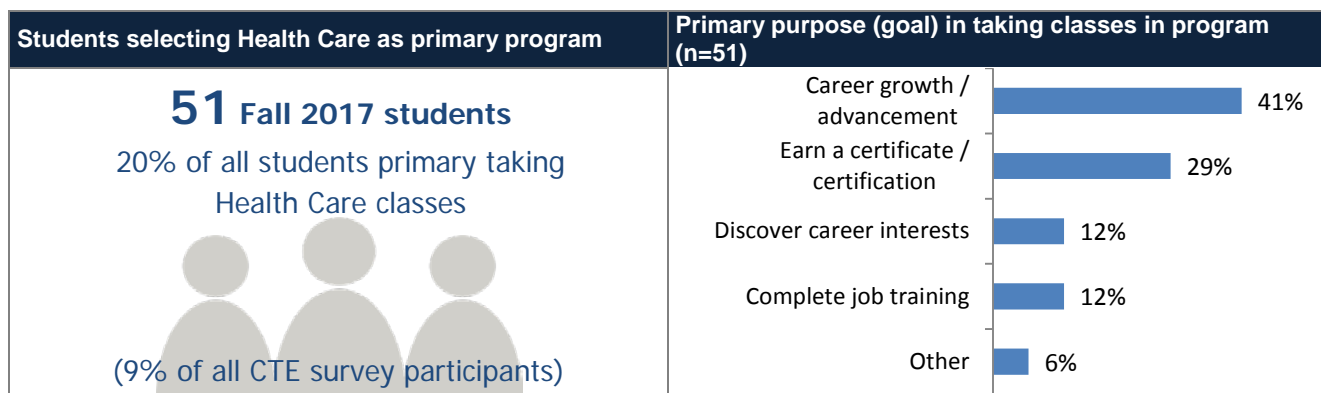 Students selecting Health Care as primary program
51 Fall 2017 students
20% of all students primary taking
Health Care classes
(9% of all CTE survey participants)
Primary purpose (goal) in taking classes in program
(n=51)
Career growth /
advancement
41%
Earn a certificate /
certification
29%
Discover career interests
12%
Complete job training
12%
Other
6%